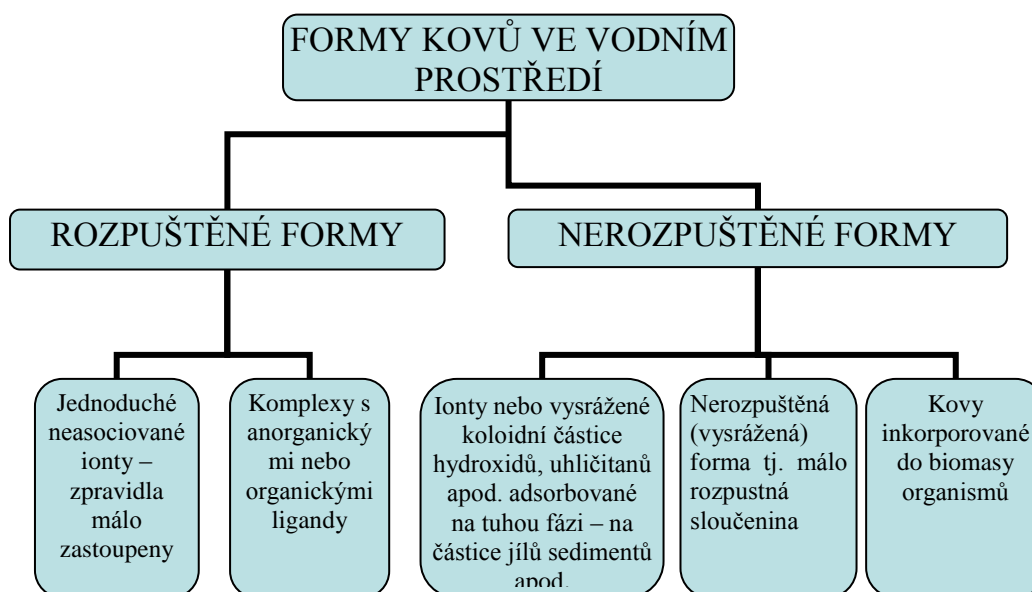 FORMY KOVŮ VE VODNÍM
PROSTŘEDÍ
ROZPUŠTĚNÉ FORMY
NEROZPUŠTĚNÉ FORMY
Jednoduché
neasociované
ionty –
zpravidla
málo
zastoupeny
Komplexy s
anorganický
mi nebo
organickými
ligandy
Ionty nebo vysrážené
koloidní částice
hydroxidů, uhličitanů
apod. adsorbované
na tuhou fázi – na
částice jílů sedimentů
apod.
Nerozpuštěná
(vysrážená)
forma tj. málo
rozpustná
sloučenina
Kovy
inkorporované
do biomasy
organismů